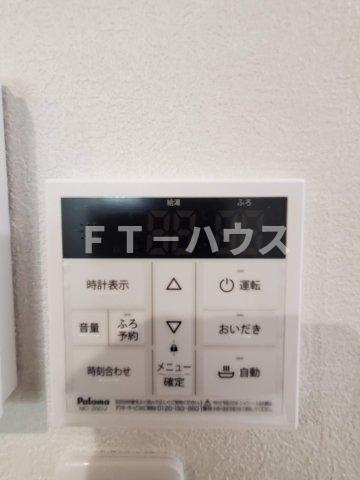 給湯 ふろ
FTーハウス
時計表示 △ 運転
音量 ふろ予約 ▽ おいだき
時刻合わせ メニュー 確定 自動
Paloma